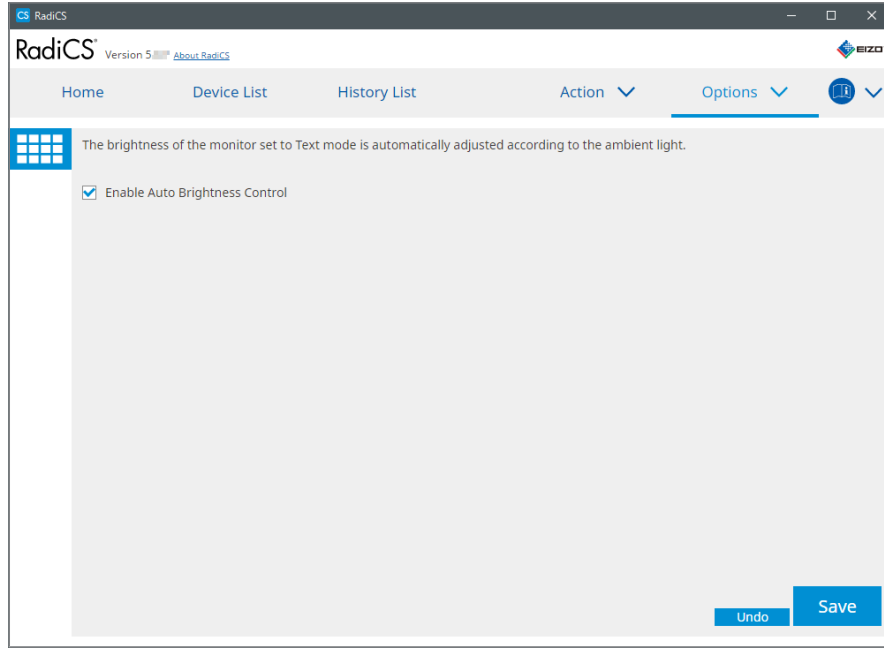 CS RadiCS
RadiCS® Version 5. About RadiCS
EIZO
Home Device List History List Action Options
The brightness of the monitor set to Text mode is automatically adjusted according to the ambient light.
Enable Auto Brightness Control
Undo Save